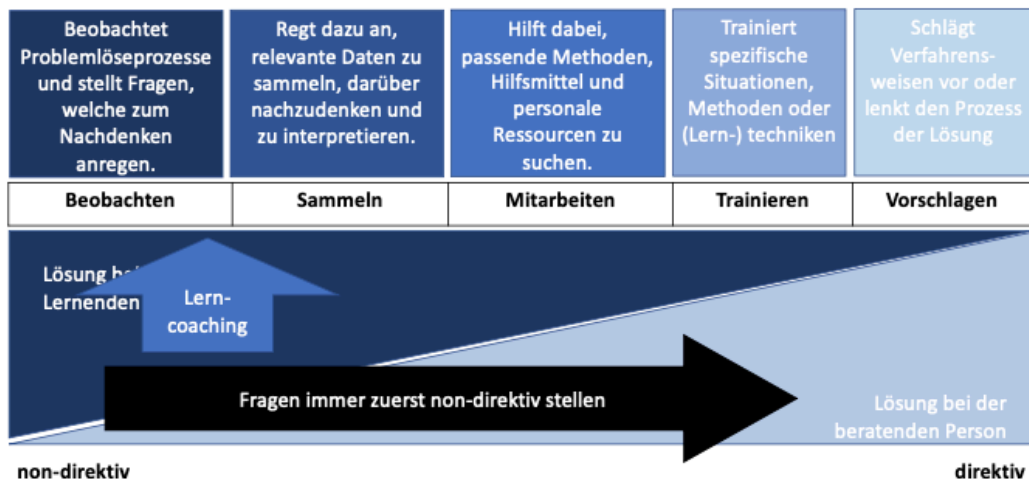 Beobachtet
Problemlöseprozesse
und stellt Fragen,
welche zum
Nachdenken
anregen.
Regt dazu an,
relevante Daten zu
sammeln, darüber
nachzudenken und
zu interpretieren.
Hilft dabei,
passende Methoden,
Hilfsmittel und
personale
Ressourcen zu
suchen.
Trainiert
spezifische
Situationen,
Methoden oder
(Lern-) techniken
Schlägt
Verfahrens-
weisen vor oder
lenkt den Prozess
der Lösung
Beobachten
Sammeln
Mitarbeiten
Trainieren
Vorschlagen
Lösung
Lernenden
Lern-
coaching
Fragen immer zuerst non-direktiv stellen
Lösung bei der
beratenden Person
non-direktiv
direktiv